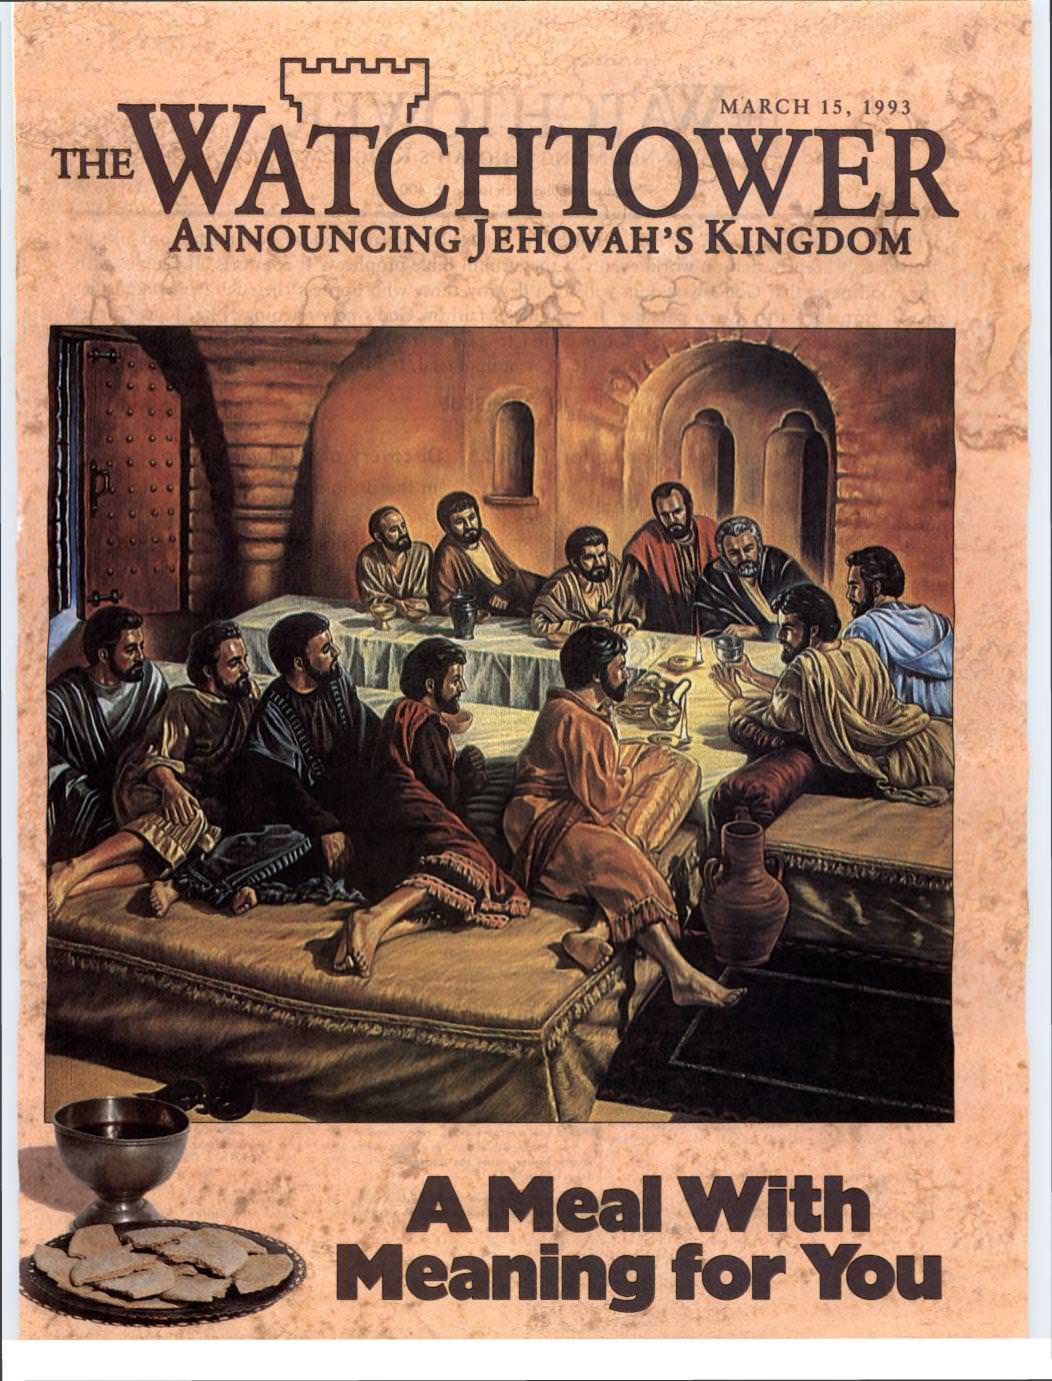 MARCH 15, 1993
THE WATCHTOWER
ANNOUNCING JEHOVAH'S KINGDOM
A Meal With
Meaning for You